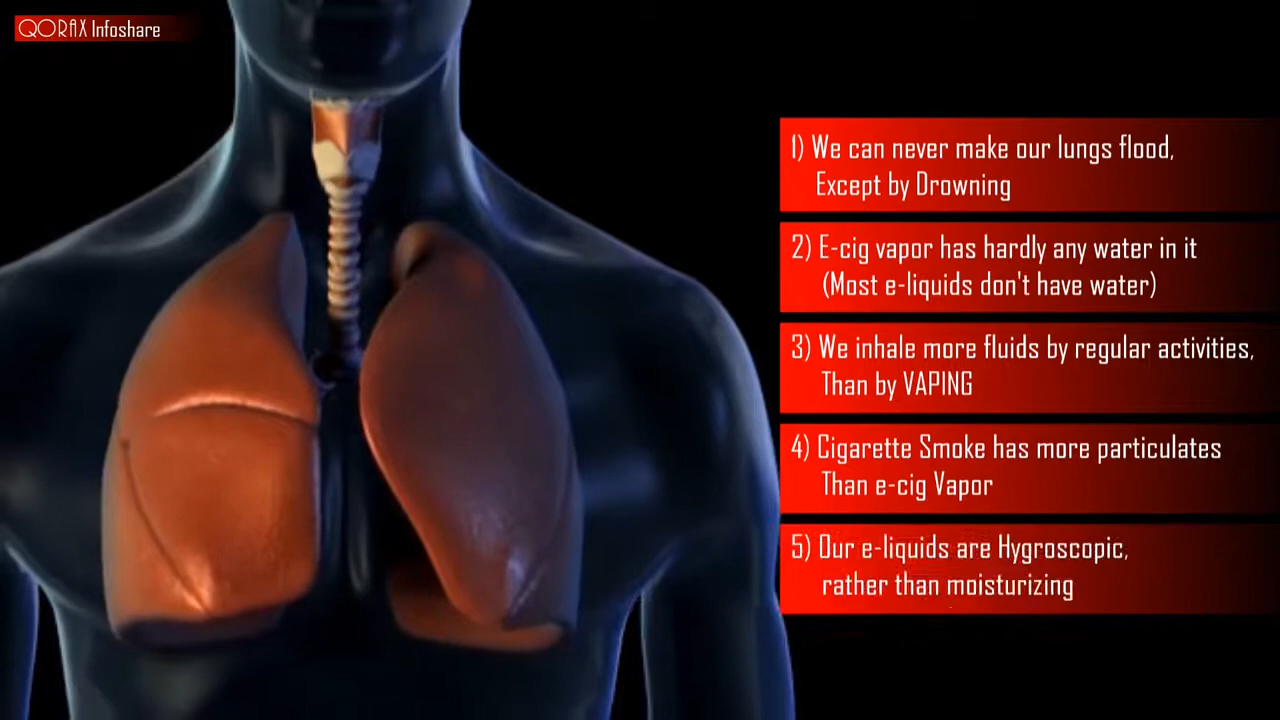 QORAX Infoshare
1) We can never make our lungs flood,
Except by Drowning
2) E-cig vapor has hardly any water in it
(Most e-liquids don't have water)
3) We inhale more fluids by regular activities,
Than by VAPING
4) Cigarette Smoke has more particulates
Than e-cig Vapor
5) Our e-liquids are Hygroscopic,
rather than moisturizing